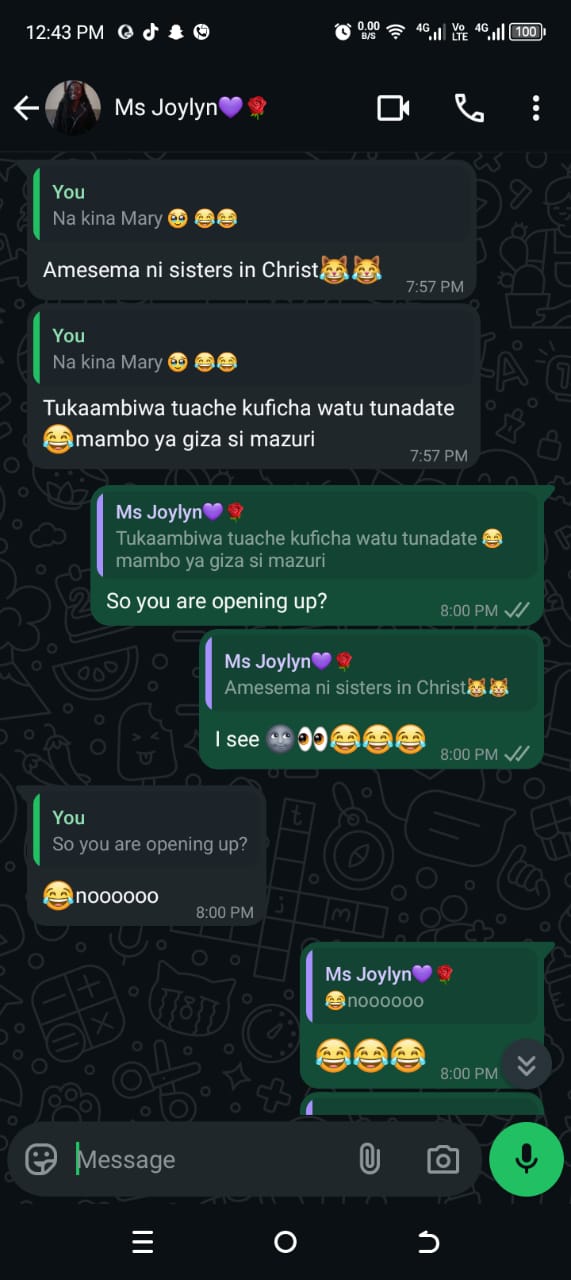 12:43 PM
0.00
B/S
4G
Vo
LTE
4G
100
Ms Joylyn💜🌹
You
Na kina Mary 🥹 😂😂
Amesema ni sisters in Christ😹😹
7:57 PM
You
Na kina Mary 🥹 😂😂
Tukaambiwa tuache kuficha watu tunadate
😂mambo ya giza si mazuri
7:57 PM
Ms Joylyn💜🌹
Tukaambiwa tuache kuficha watu tunadate 😂
mambo ya giza si mazuri
So you are opening up?
8:00 PM
Ms Joylyn💜🌹
Amesema ni sisters in Christ😹😹
I see 🌚👀😂😂😂
8:00 PM
You
So you are opening up?
😂noooooo
8:00 PM
Ms Joylyn💜🌹
😂noooooo
😂😂😂
8:00 PM
Message